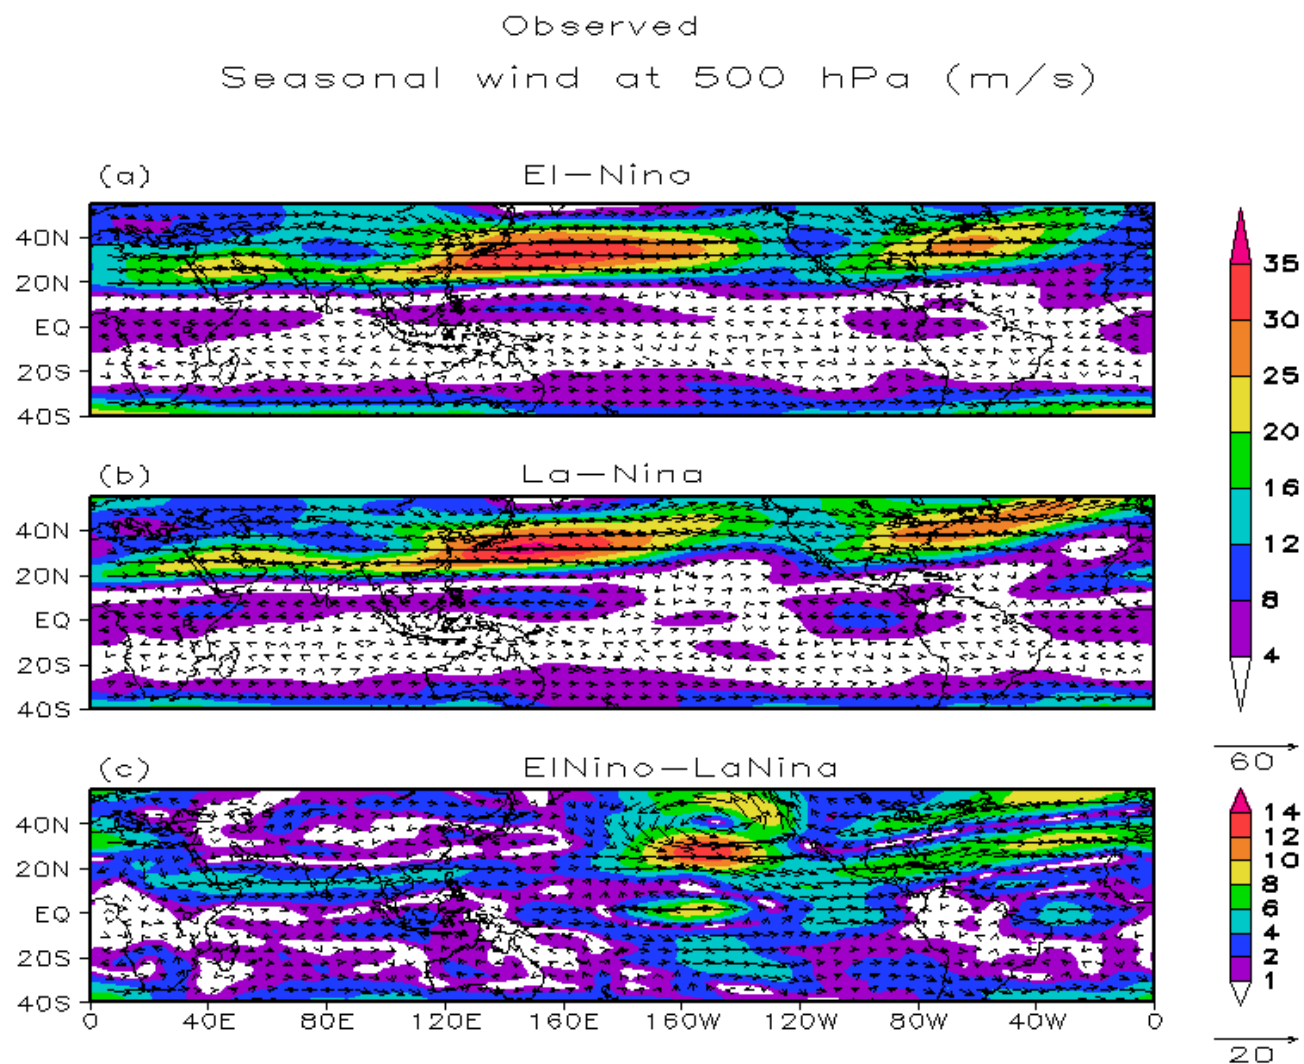 Observed
Seasonal wind at 500 hPa (m/s)
(a) El-Nino
40N
20N
EQ
20S
40S
35
30
25
20
16
12
8
4
(b) La-Nina
40N
20N
EQ
20S
40S
60
(c) ElNino-LaNina
40N
20N
EQ
20S
40S
0 40E 80E 120E 160E 160W 120W 80W 40W 0
14
12
10
8
6
4
2
1
20